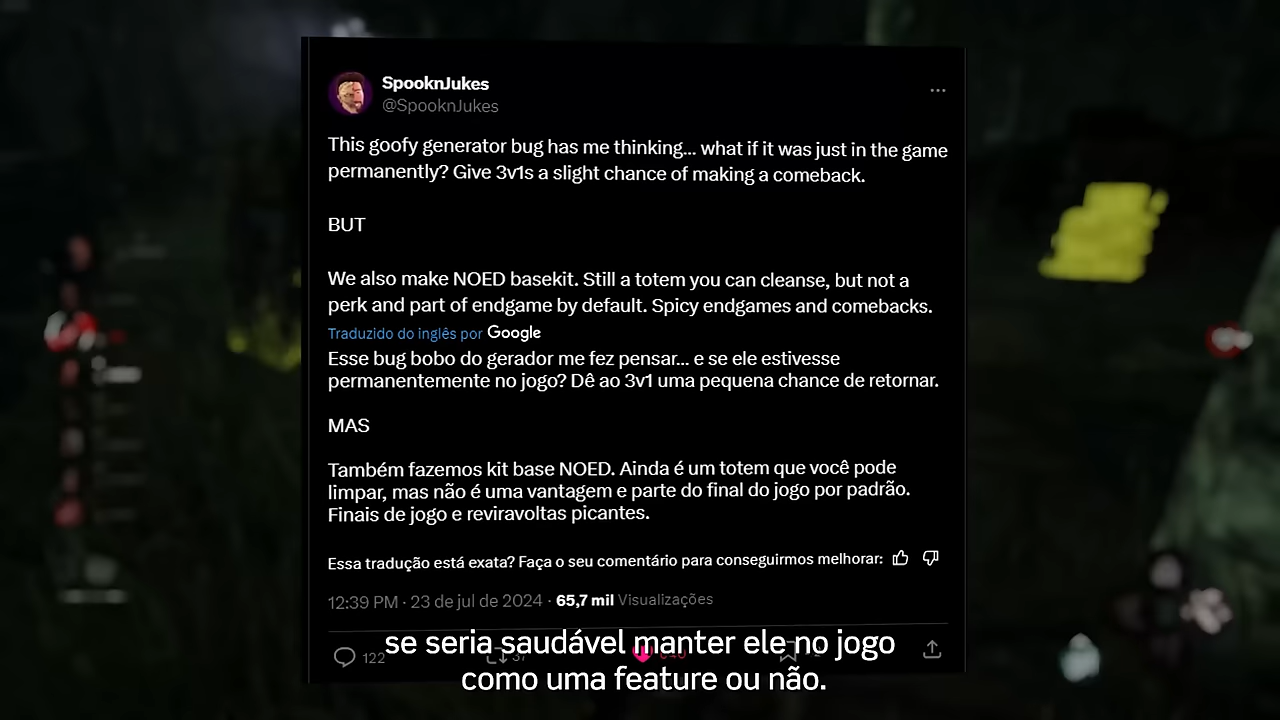 SpooknJukes
@SpooknJukes
This goofy generator bug has me thinking... what if it was just in the game
permanently? Give 3v1s a slight chance of making a comeback.
BUT
We also make NOED basekit. Still a totem you can cleanse, but not a
perk and part of endgame by default. Spicy endgames and comebacks.
Traduzido do inglês por Google
Esse bug bobo do gerador me fez pensar... e se ele estivesse
permanentemente no jogo? Dê ao 3v1 uma pequena chance de retornar.
MAS
Também fazemos kit base NOED. Ainda é um totem que você pode
limpar, mas não é uma vantagem e parte do final do jogo por padrão.
Finais de jogo e reviravoltas picantes.
Essa tradução está exata? Faça o seu comentário para conseguirmos melhorar:
12:39 PM · 23 de jul de 2024 · 65,7 mil Visualizações
122
se seria saudável manter ele no jogo
como uma feature ou não.